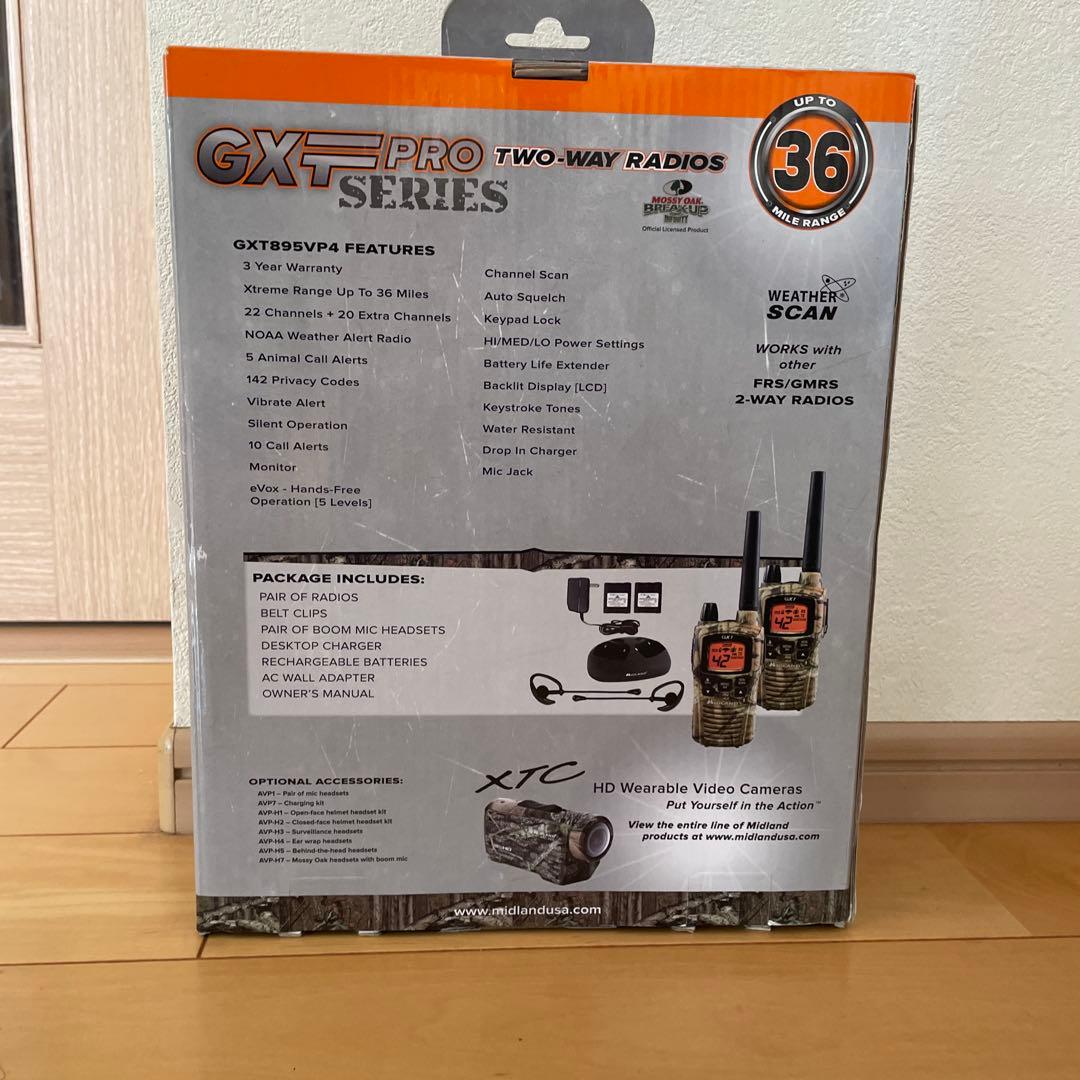 GXT PRO SERIES
TWO-WAY RADIOS
UP TO
36
MILE RANGE
MOSSY OAK
BREAK-UP
INFINITY
Official Licensed Product
GXT895VP4 FEATURES
3 Year Warranty
Xtreme Range Up To 36 Miles
22 Channels + 20 Extra Channels
NOAA Weather Alert Radio
5 Animal Call Alerts
142 Privacy Codes
Vibrate Alert
Silent Operation
10 Call Alerts
Monitor
eVox - Hands-Free
Operation [5 Levels]
Channel Scan
Auto Squelch
Keypad Lock
HI/MED/LO Power Settings
Battery Life Extender
Backlit Display [LCD]
Keystroke Tones
Water Resistant
Drop In Charger
Mic Jack
WEATHER
SCAN
WORKS with
other
FRS/GMRS
2-WAY RADIOS
PACKAGE INCLUDES:
PAIR OF RADIOS
BELT CLIPS
PAIR OF BOOM MIC HEADSETS
DESKTOP CHARGER
RECHARGEABLE BATTERIES
AC WALL ADAPTER
OWNER'S MANUAL
MIDLAND
GXT
42
MIDLAND
GXT
42
MIDLAND
OPTIONAL ACCESSORIES:
AVP1 – Pair of mic headsets
AVP7 – Charging kit
AVP-H1 – Open-face helmet headset kit
AVP-H2 – Closed-face helmet headset kit
AVP-H3 – Surveillance headsets
AVP-H4 – Ear wrap headsets
AVP-H5 – Behind-the-head headsets
AVP-H7 – Mossy Oak headsets with boom mic
XTC
HD Wearable Video Cameras
Put Yourself in the Action™
View the entire line of Midland
products at www.midlandusa.com
HD
www.midlandusa.com